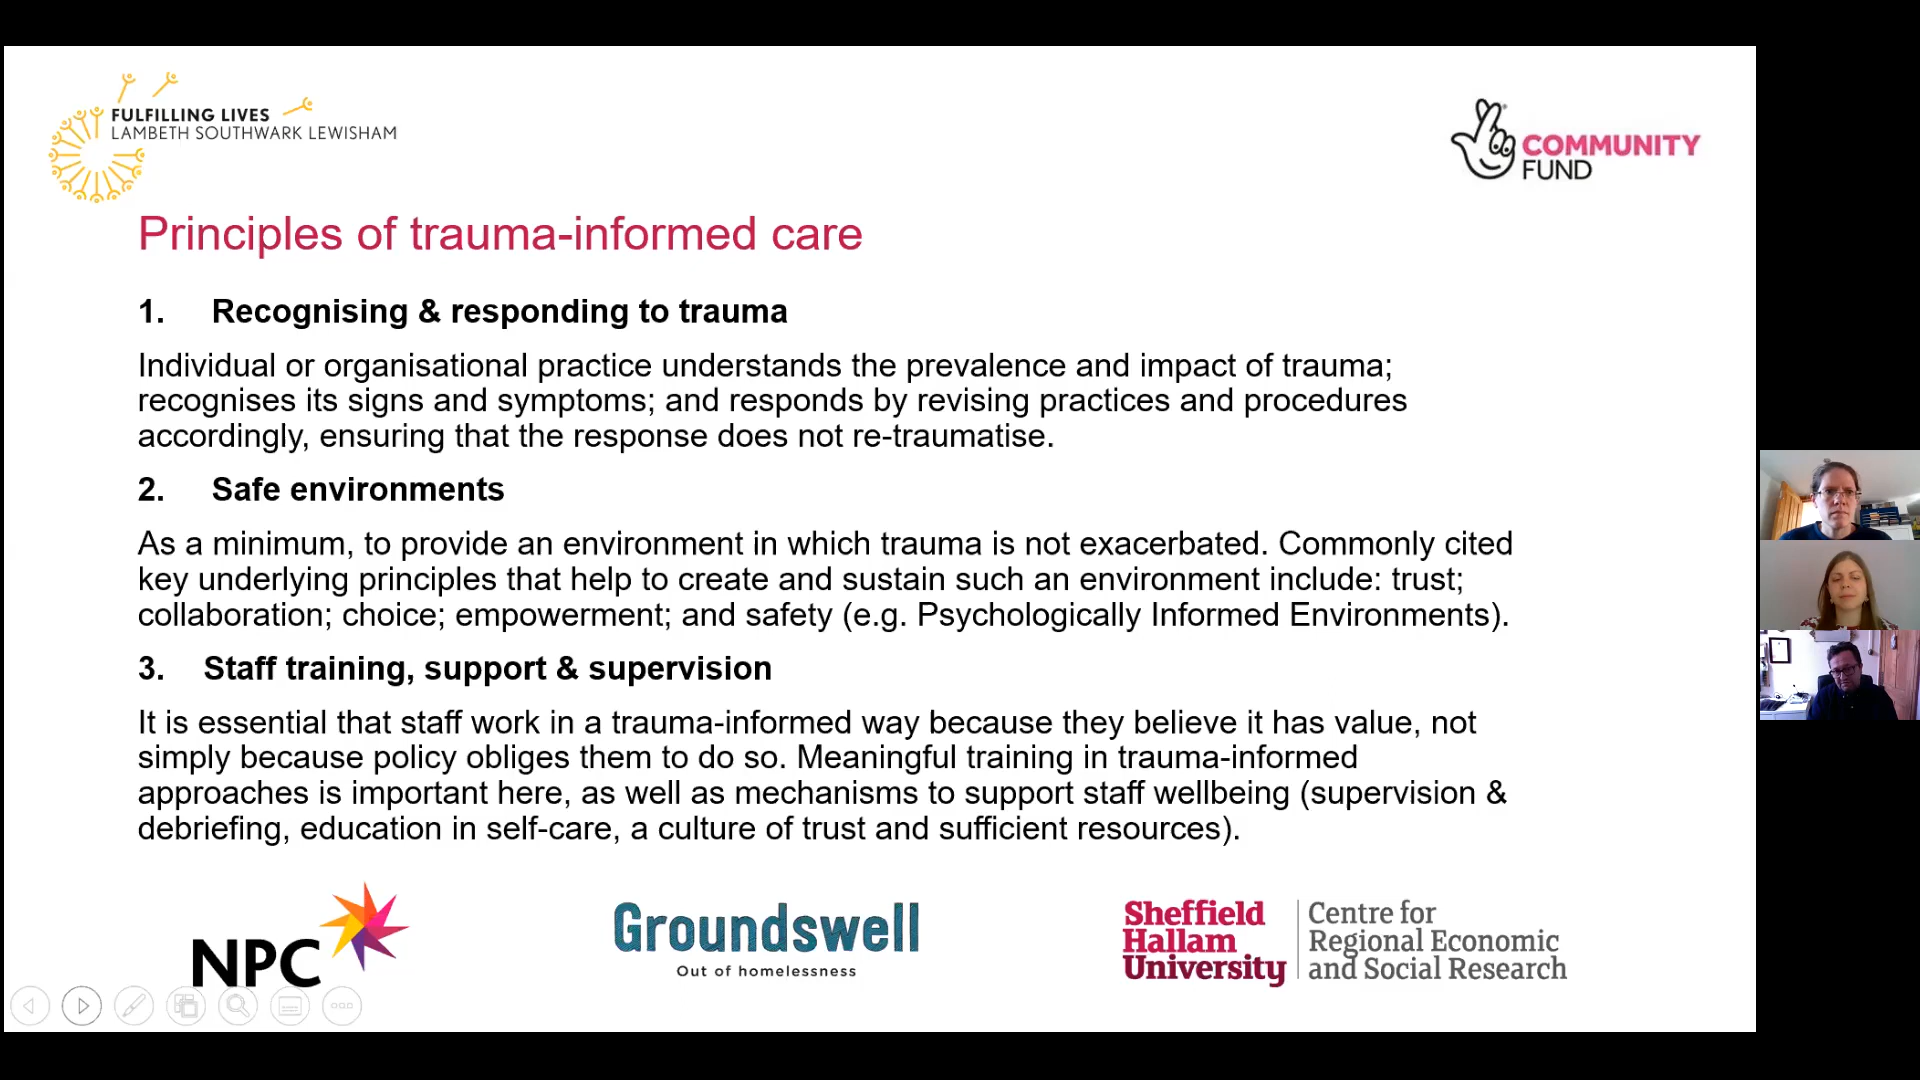 FULFILLING LIVES
LAMBETH SOUTHWARK LEWISHAM
COMMUNITY
FUND
Principles of trauma-informed care
1. Recognising & responding to trauma
Individual or organisational practice understands the prevalence and impact of trauma;
recognises its signs and symptoms; and responds by revising practices and procedures
accordingly, ensuring that the response does not re-traumatise.
2. Safe environments
As a minimum, to provide an environment in which trauma is not exacerbated. Commonly cited
key underlying principles that help to create and sustain such an environment include: trust;
collaboration; choice; empowerment; and safety (e.g. Psychologically Informed Environments).
3. Staff training, support & supervision
It is essential that staff work in a trauma-informed way because they believe it has value, not
simply because policy obliges them to do so. Meaningful training in trauma-informed
approaches is important here, as well as mechanisms to support staff wellbeing (supervision &
debriefing, education in self-care, a culture of trust and sufficient resources).
NPC
Groundswell
Out of homelessness
Sheffield
Hallam
University
Centre for
Regional Economic
and Social Research